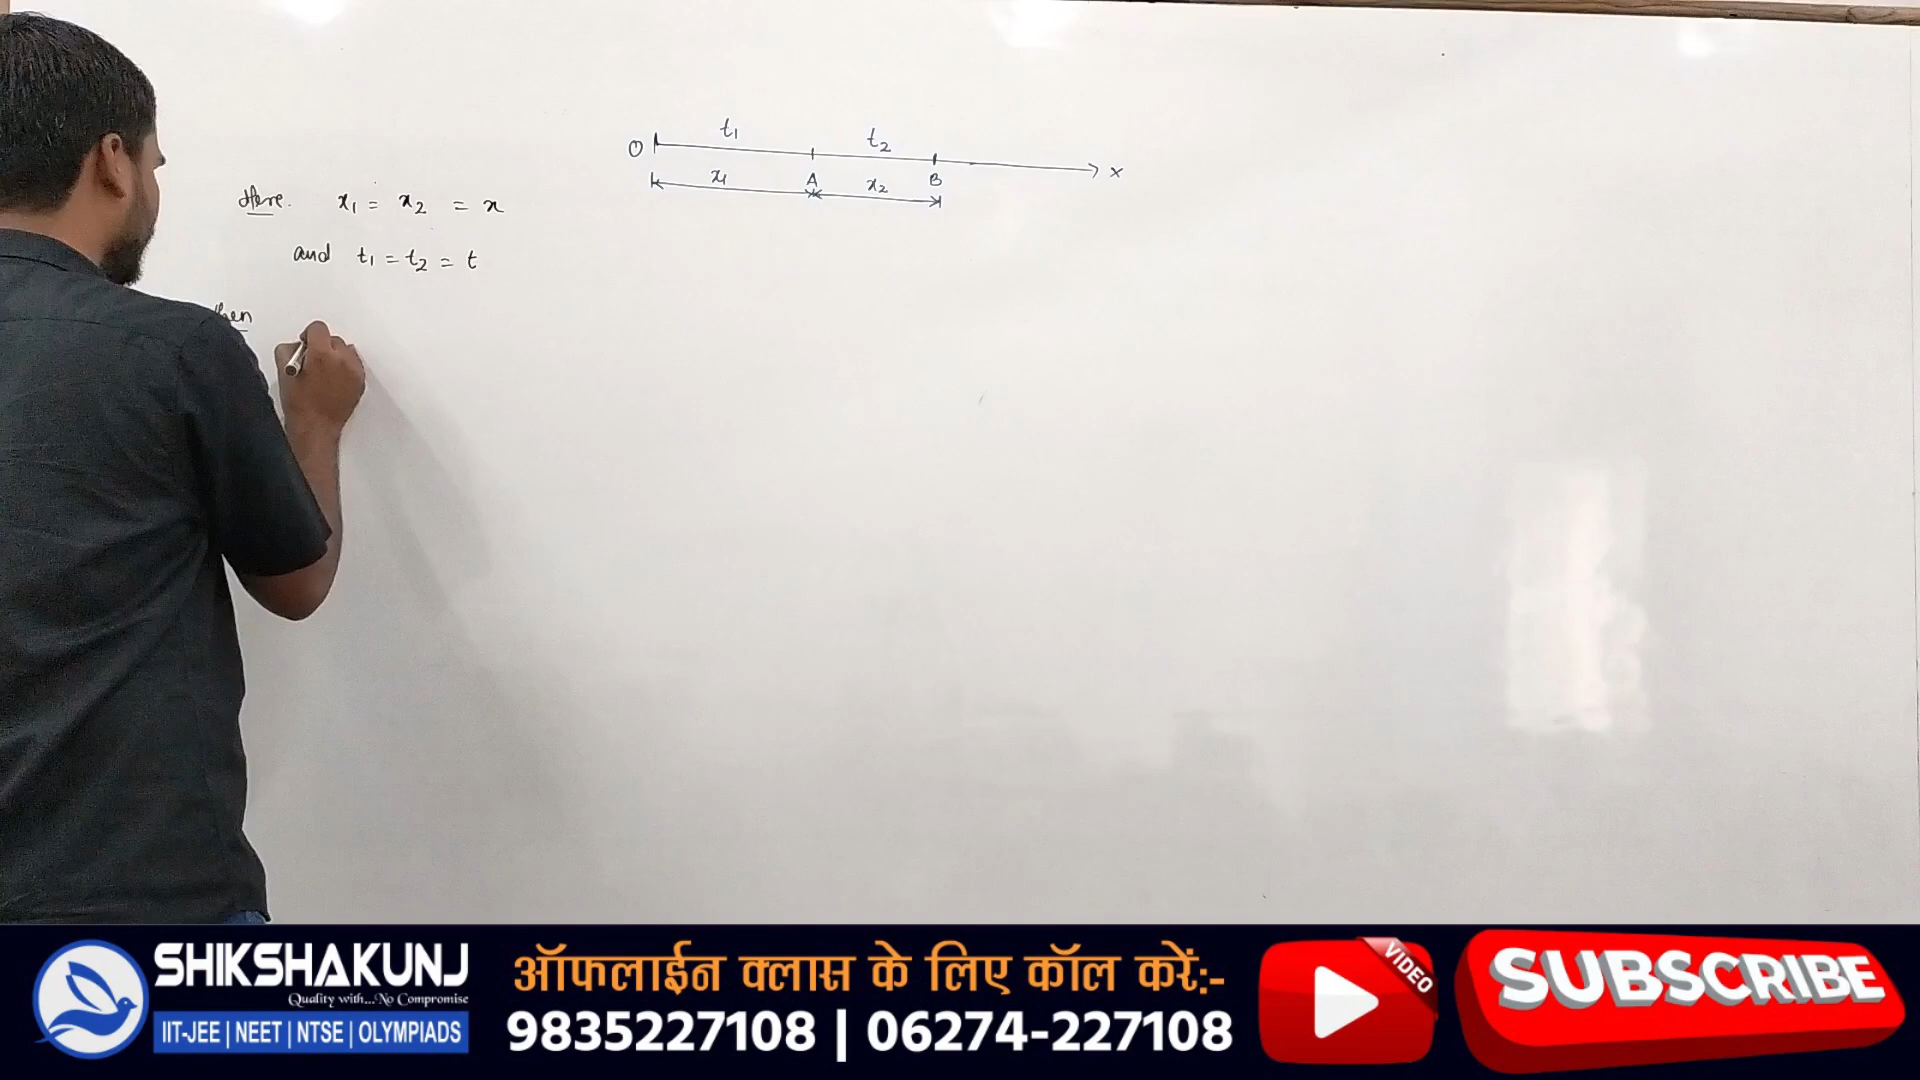 t₁ t₂
O x
x₁ A x₂ B
Here. x₁ = x₂ = x
and t₁ = t₂ = t
SHIKSHAKUNJ
Quality with...No Compromise
IIT-JEE | NEET | NTSE | OLYMPIADS
ऑफलाईन क्लास के लिए कॉल करें:-
9835227108 | 06274-227108
VIDEO
SUBSCRIBE